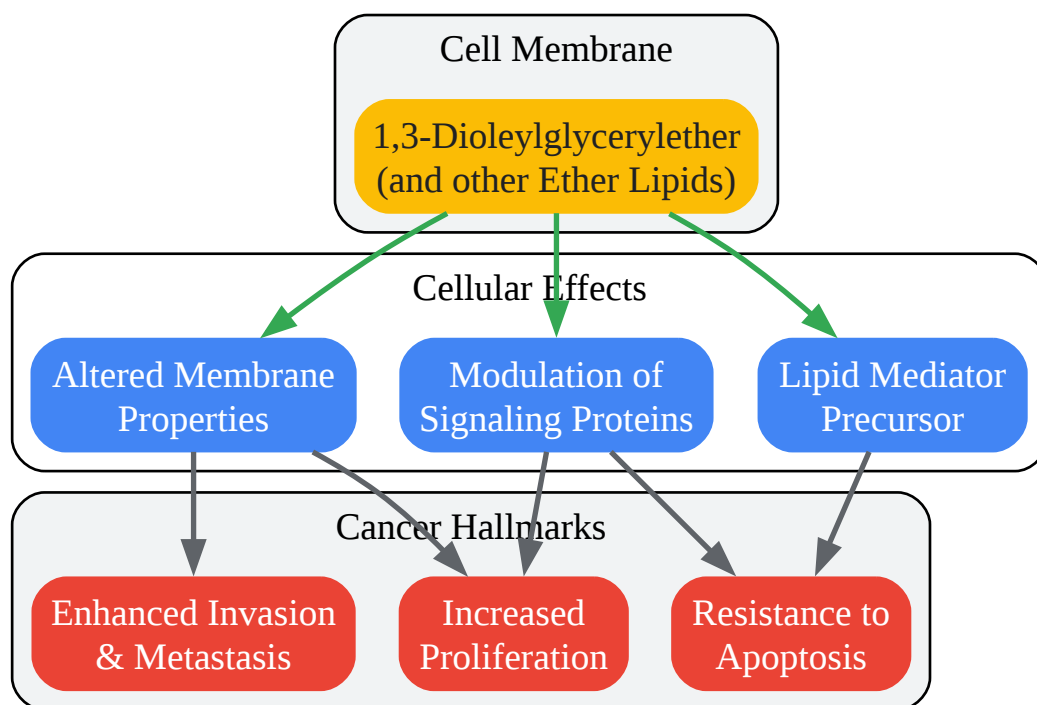 Cell Membrane
1,3-Dioleylglycerylether
(and other Ether Lipids)
Cellular Effects
Altered Membrane
Properties
Modulation of
Signaling Proteins
Lipid Mediator
Precursor
Cancer Hallmarks
Enhanced Invasion
& Metastasis
Increased
Proliferation
Resistance to
Apoptosis